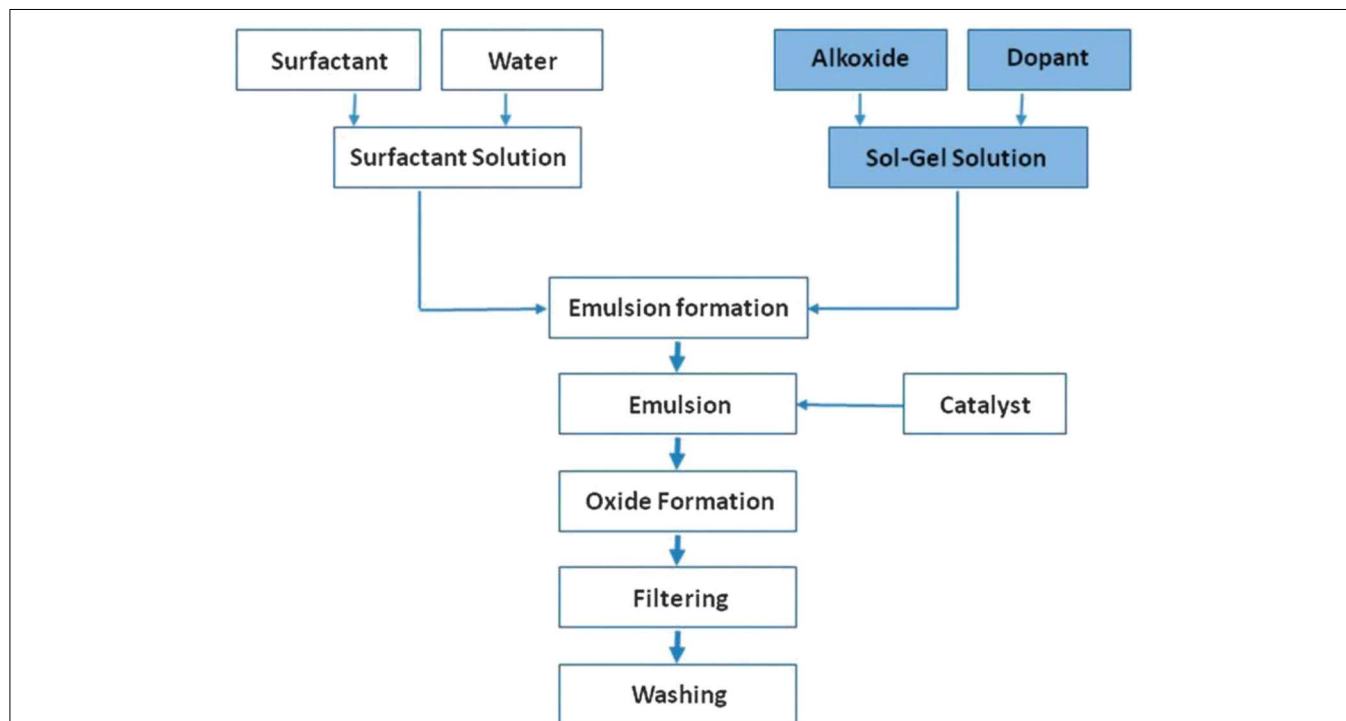 Surfactant
Water
Alkoxide
Dopant
Surfactant Solution
Sol-Gel Solution
Emulsion formation
Emulsion
Catalyst
Oxide Formation
Filtering
Washing